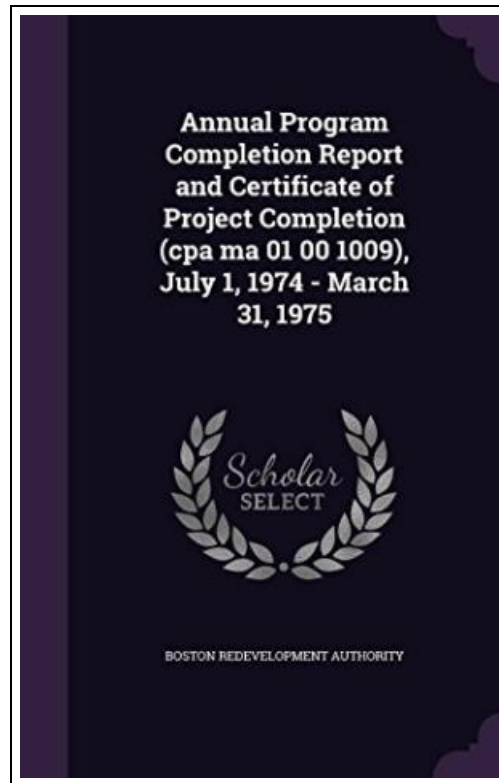 Annual Program
Completion Report
and Certificate of
Project Completion
(cpa ma 01 00 1009),
July 1, 1974 - March
31, 1975
Scholar
SELECT
BOSTON REDEVELOPMENT AUTHORITY